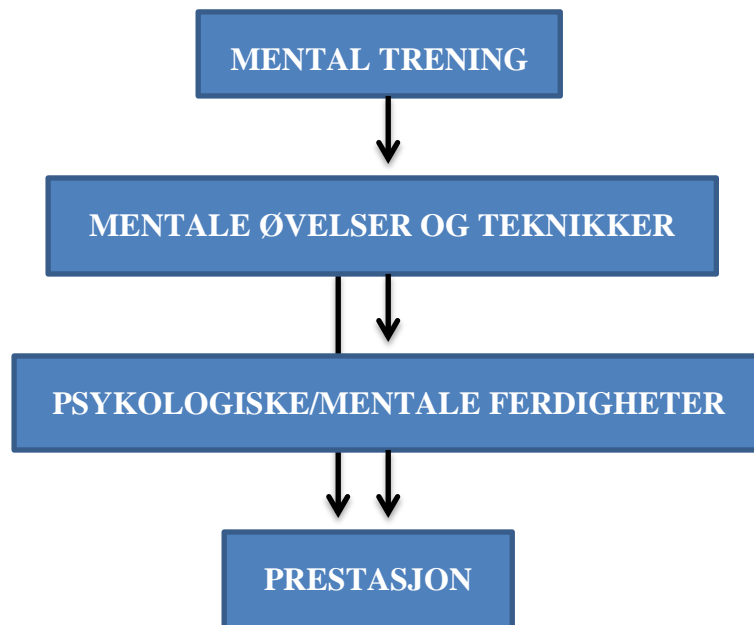 MENTAL TRENING
MENTALE ØVELSER OG TEKNIKKER
PSYKOLOGISKE/MENTALE FERDIGHETER
PRESTASJON